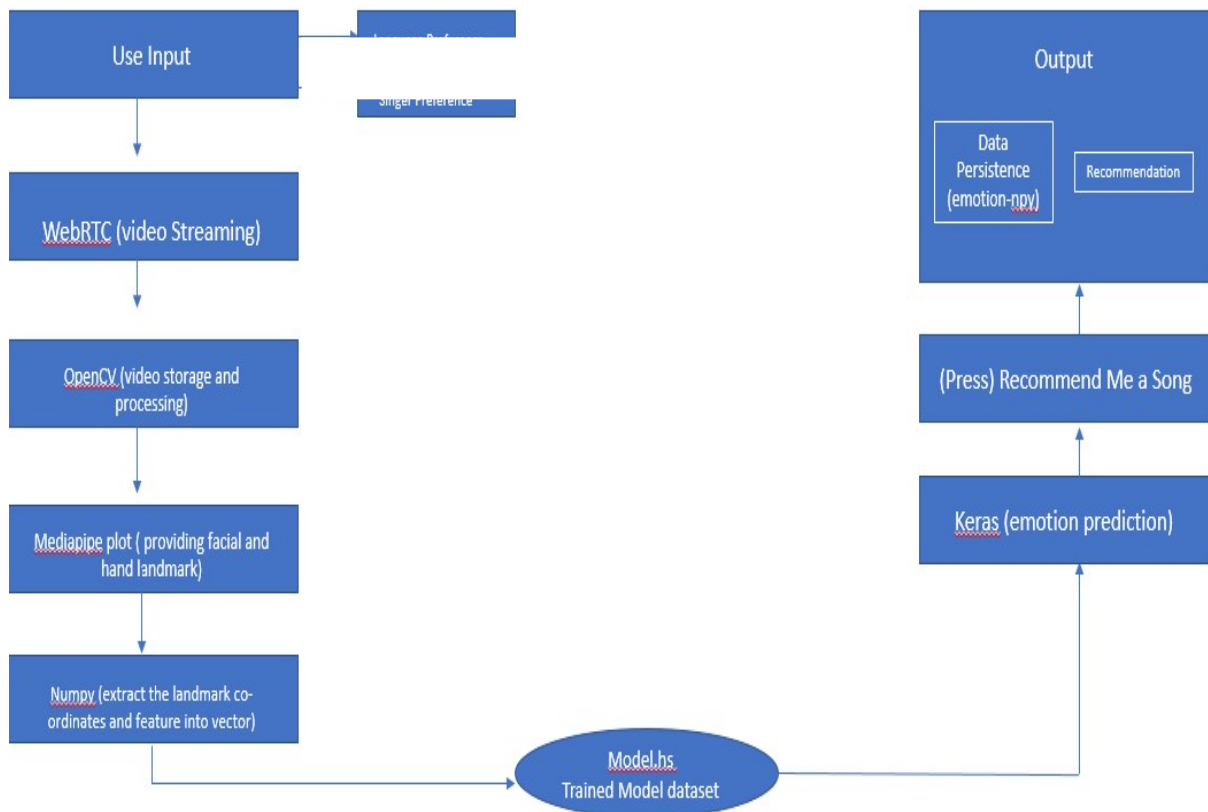 Use Input
Singer Preference
WebRTC (video Streaming)
OpenCV (video storage and
processing)
Mediapipe plot ( providing facial and
hand landmark)
Numpy (extract the landmark co-
ordinates and feature into vector)
Model.hs
Trained Model dataset
Keras (emotion prediction)
(Press) Recommend Me a Song
Output
Data
Persistence
(emotion-npy)
Recommendation